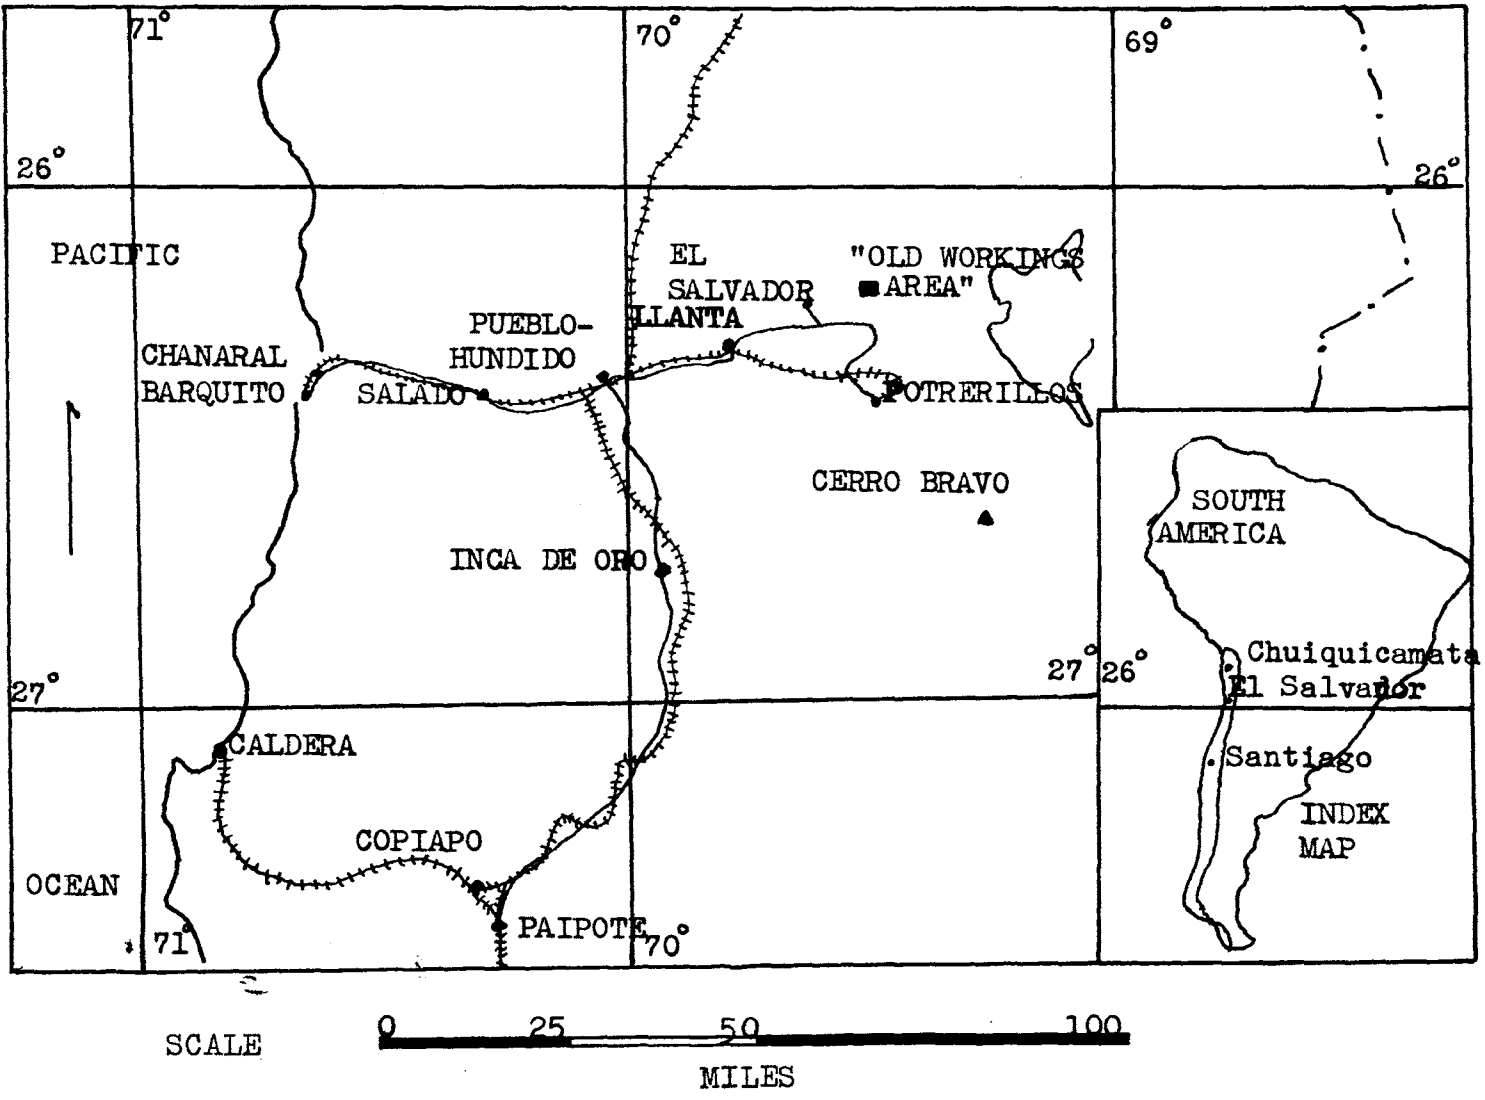 71°
70°
69°
26°
26°
PACIFIC
EL
SALVADOR
"OLD WORKINGS
AREA"
LLANTA
PUEBLO-
HUNDIDO
CHANARAL
BARQUITO
SALADO
POTRERILLOS
CERRO BRAVO
INCA DE ORO
SOUTH
AMERICA
27°
27°
26°
Chuiquicamata
El Salvador
Santiago
INDEX
MAP
CALDERA
COPIAPO
OCEAN
PAIPOTE
71°
70°
SCALE
0 25 50 100
MILES